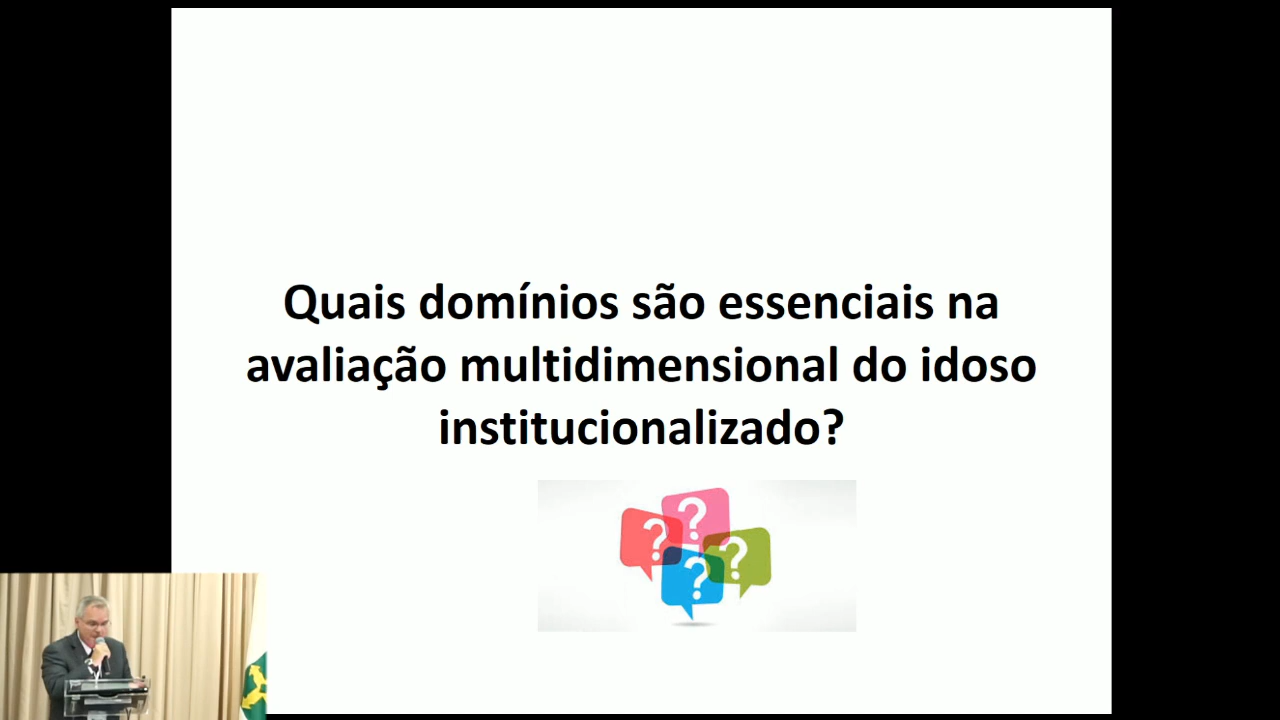 Quais domínios são essenciais na
avaliação multidimensional do idoso
institucionalizado?
? ? ? ?